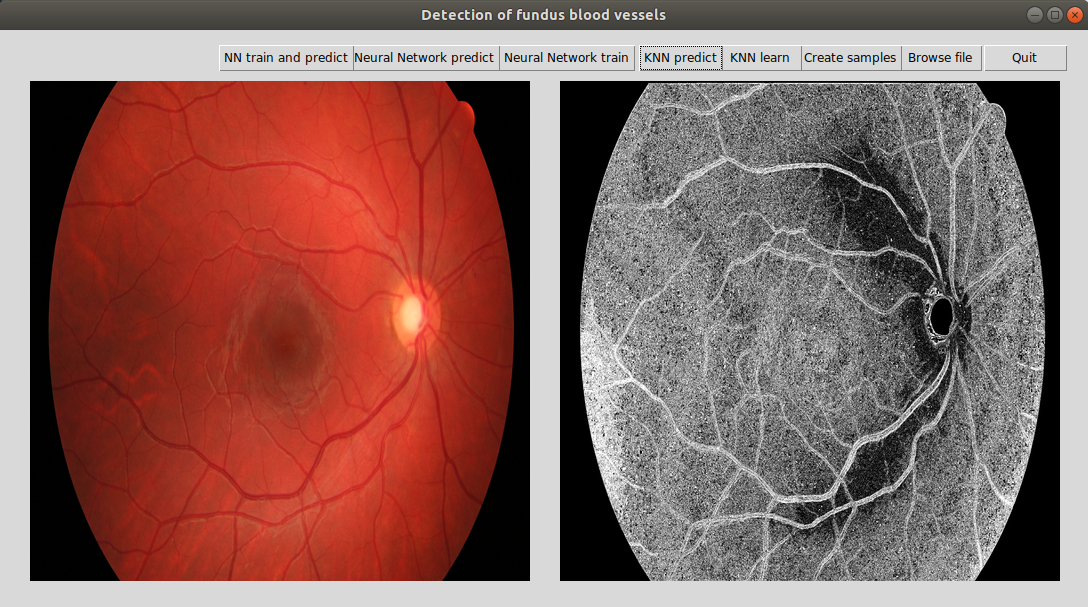 Detection of fundus blood vessels
NN train and predict Neural Network predict Neural Network train KNN predict KNN learn Create samples Browse file Quit